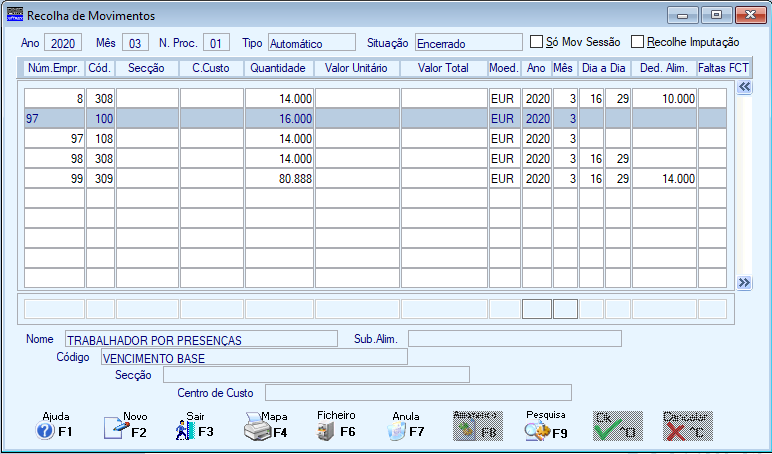 Recolha de Movimentos
Ano 2020 Mês 03 N. Proc. 01 Tipo Automático Situação Encerrado Só Mov Sessão Recolhe Imputação
Núm.Empr. Cód. Secção C.Custo Quantidade Valor Unitário Valor Total Moed. Ano Mês Dia a Dia Ded. Alim. Faltas FCT
8 308 14.000 EUR 2020 3 16 29 10.000
97 100 16.000 EUR 2020 3
97 108 14.000 EUR 2020 3
98 308 14.000 EUR 2020 3 16 29
99 309 80.888 EUR 2020 3 16 29 14.000
Nome TRABALHADOR POR PRESENÇAS Sub.Alim.
Código VENCIMENTO BASE
Secção
Centro de Custo
Ajuda F1 Novo F2 Sair F3 Mapa F4 Ficheiro F6 Anula F7 F8 Pesquisa F9 Ok ^O Cancelar ^C